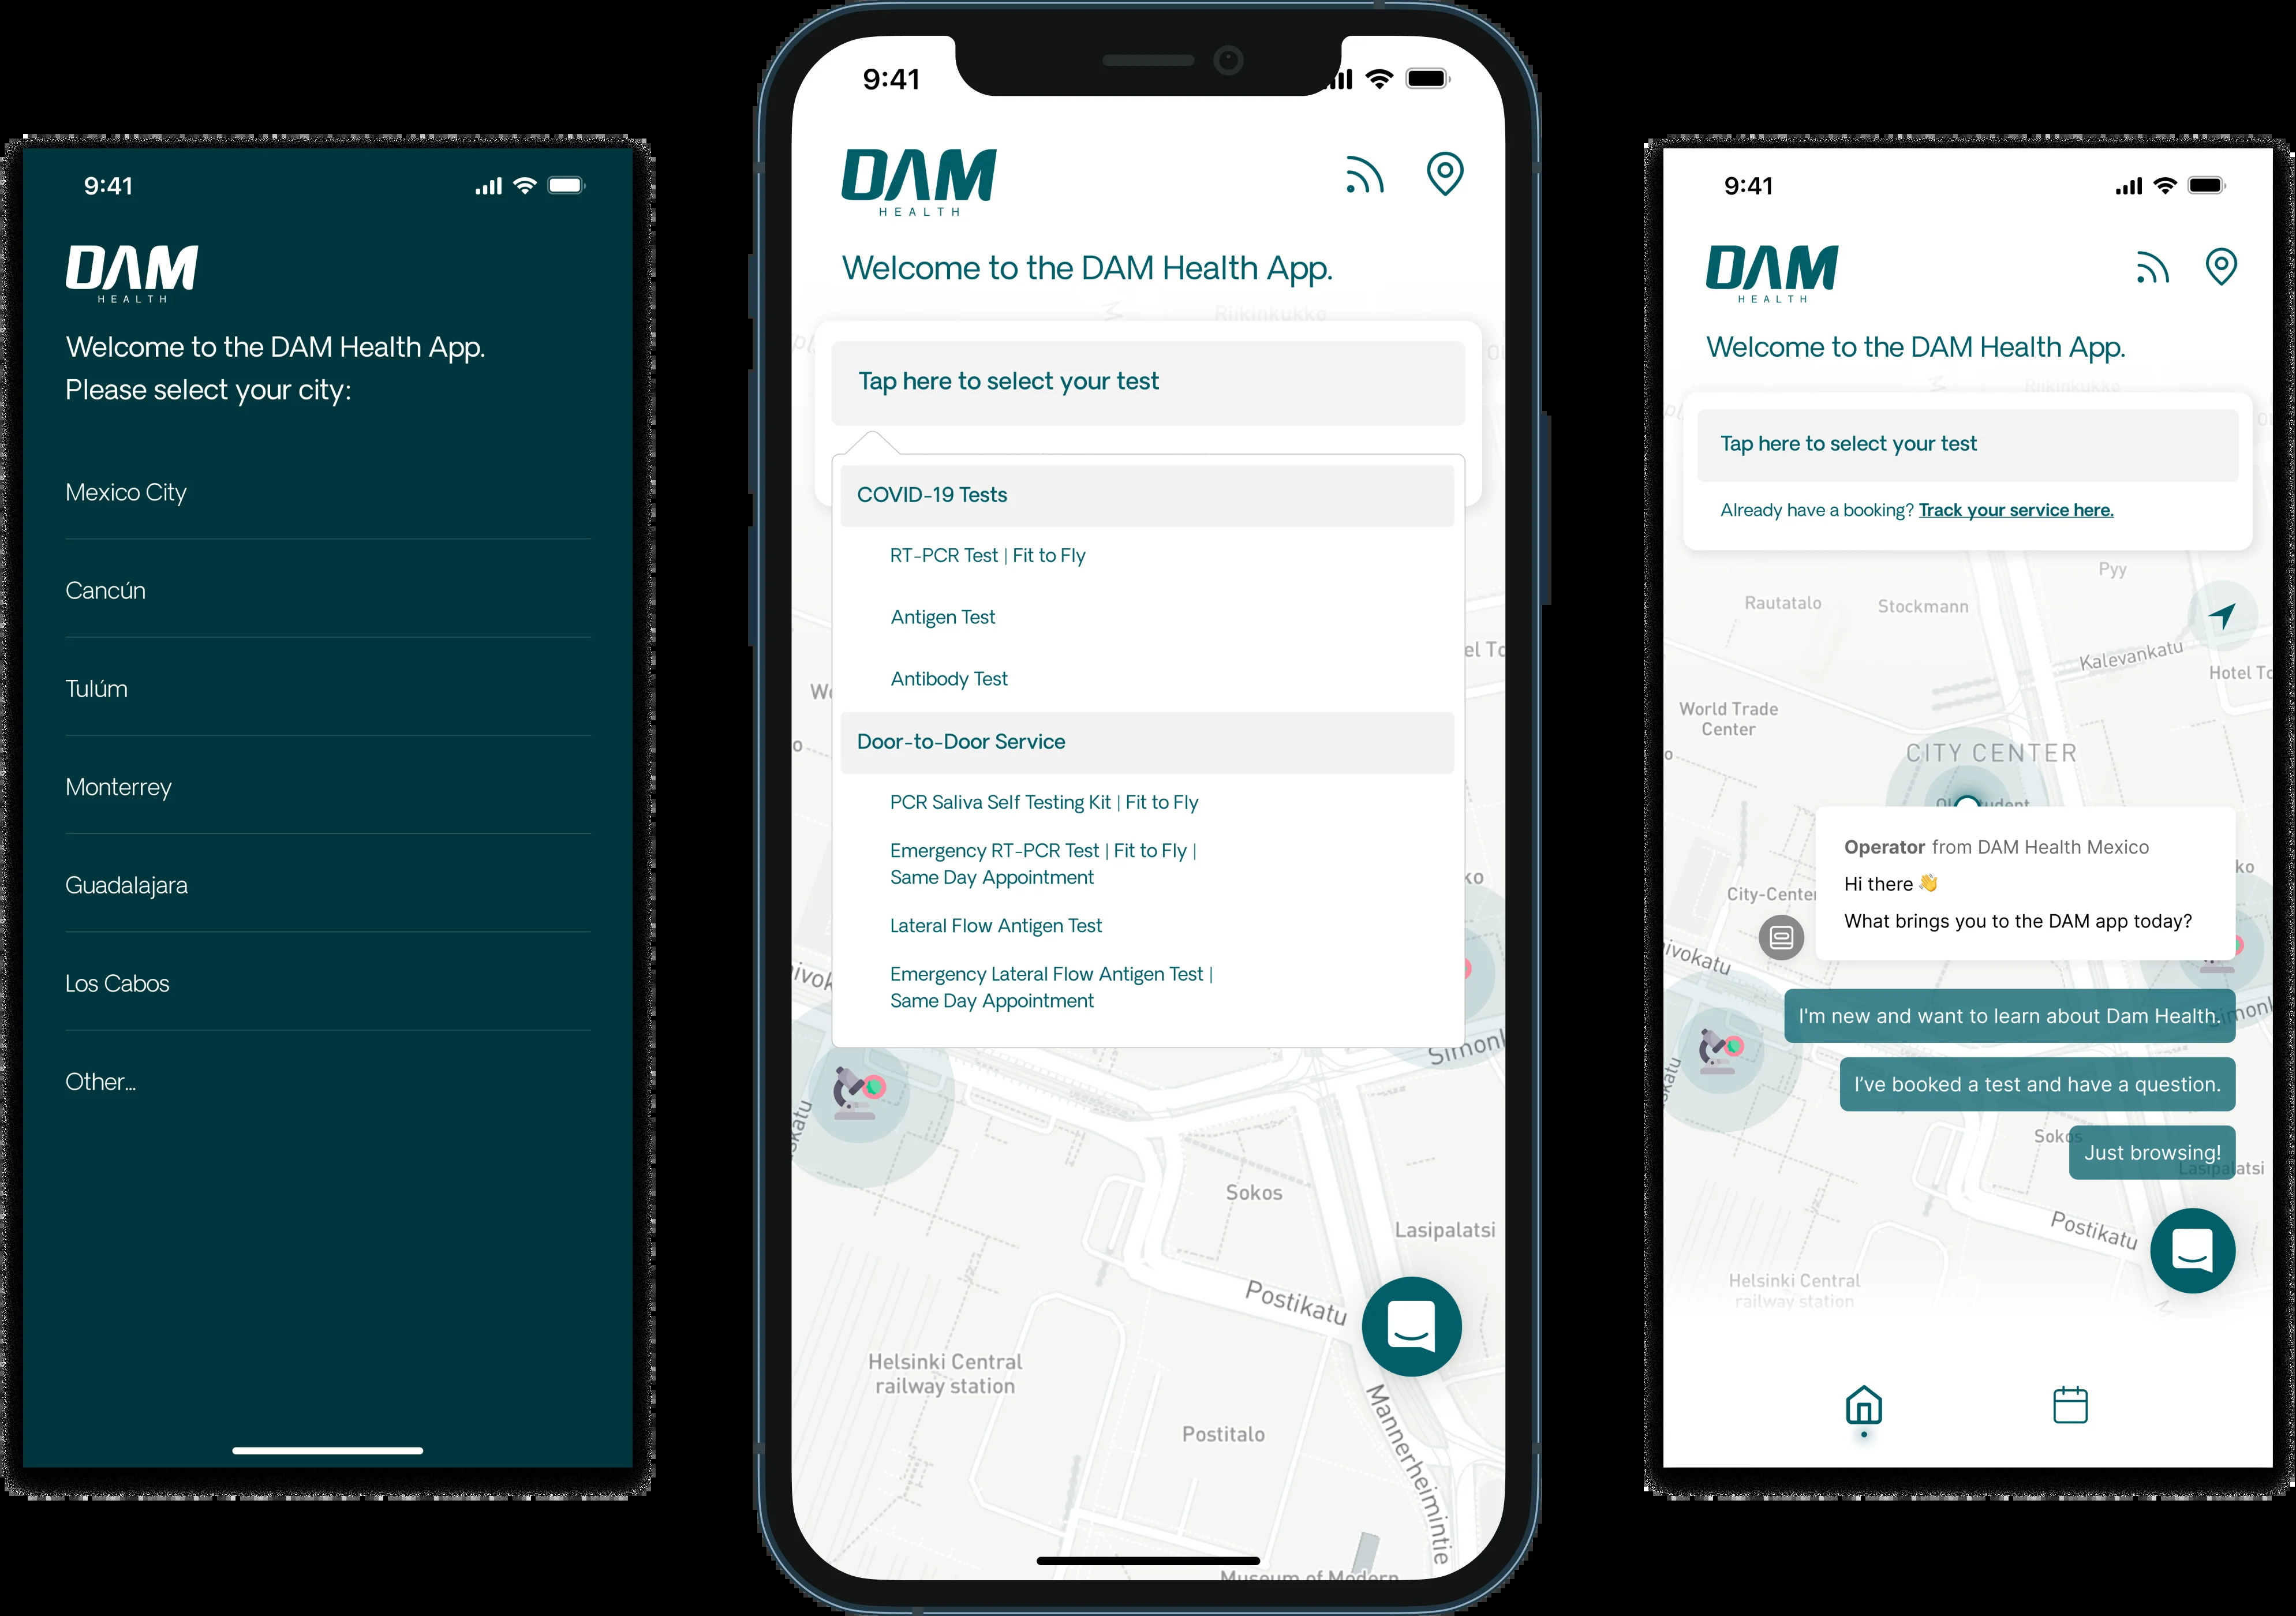 9:41
DAM
HEALTH
Welcome to the DAM Health App.
Please select your city:
Mexico City
Cancún
Tulúm
Monterrey
Guadalajara
Los Cabos
Other...
9:41
DAM
HEALTH
Welcome to the DAM Health App.
Riikinkukko
Tap here to select your test
COVID-19 Tests
RT-PCR Test | Fit to Fly
Antigen Test
Antibody Test
Door-to-Door Service
PCR Saliva Self Testing Kit | Fit to Fly
Emergency RT-PCR Test | Fit to Fly |
Same Day Appointment
Lateral Flow Antigen Test
Emergency Lateral Flow Antigen Test |
Same Day Appointment
Sokos
Lasipalatsi
Postikatu
Helsinki Central
railway station
Postitalo
Mannerheimintie
Museum of Modern
9:41
DAM
HEALTH
Welcome to the DAM Health App.
Tap here to select your test
Already have a booking? Track your service here.
Pyy
Rautatalo
Stockmann
Kalevankatu
Hotel To
World Trade
Center
CITY CENTER
Operator from DAM Health Mexico
Hi there 👋
City-Center
What brings you to the DAM app today?
I'm new and want to learn about Dam Health.
I've booked a test and have a question.
Sokos
Just browsing!
Lasipalatsi
Postikatu
Helsinki Central
railway station